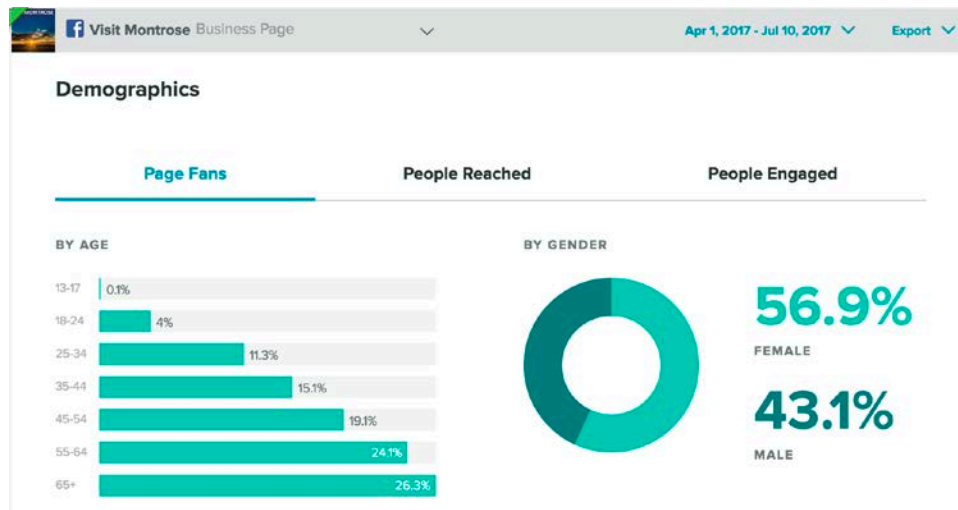 MONTROSE
Visit Montrose Business Page
Apr 1, 2017 - Jul 10, 2017
Export
Demographics
Page Fans
People Reached
People Engaged
BY AGE
13-17 0.1%
18-24 4%
25-34 11.3%
35-44 15.1%
45-54 19.1%
55-64 24.1%
65+ 26.3%
BY GENDER
56.9%
FEMALE
43.1%
MALE